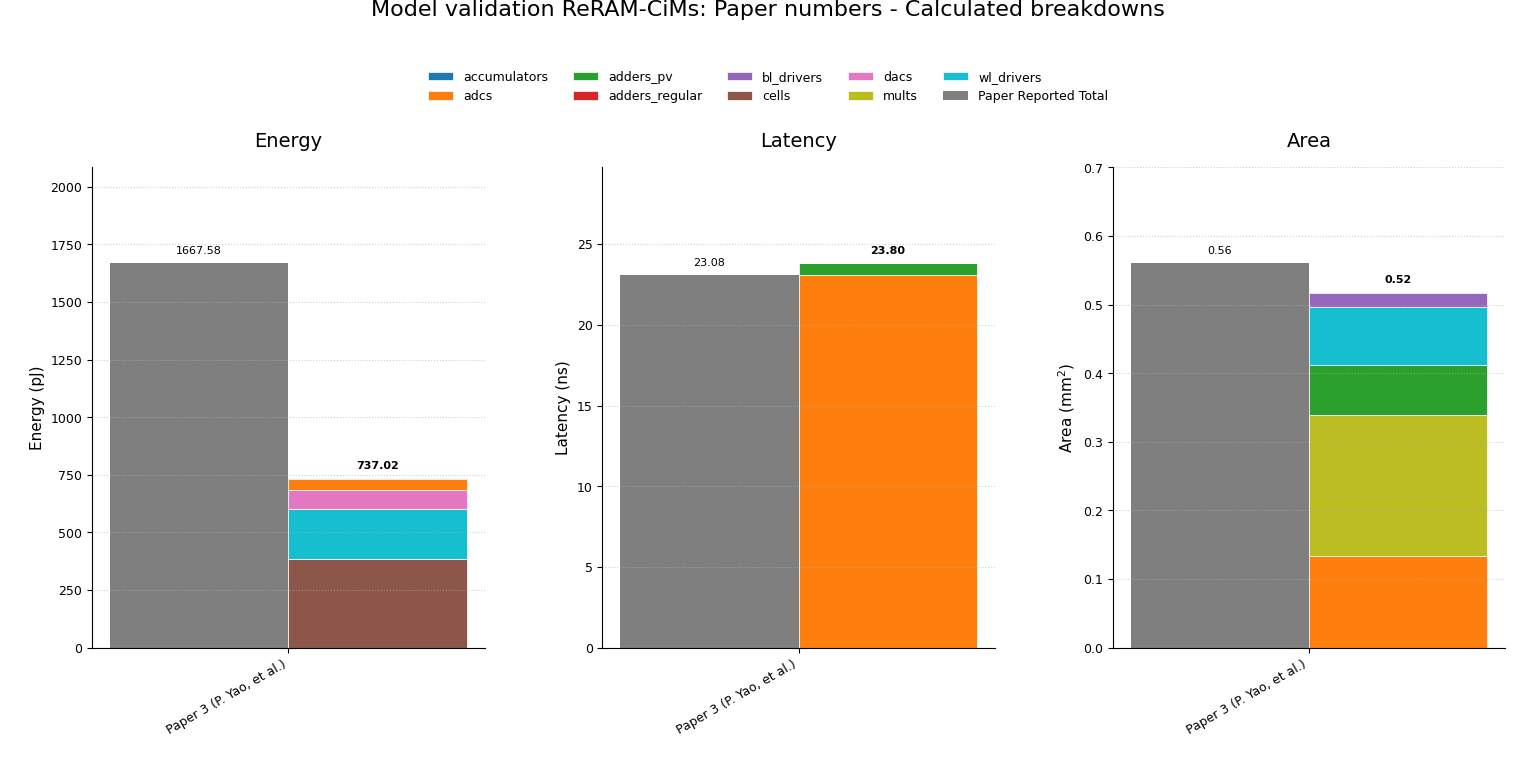 Model validation ReRAM-CiMs: Paper numbers - Calculated breakdowns
accumulators adders_pv bl_drivers dacs wl_drivers
adcs adders_regular cells mults Paper Reported Total
Energy
Energy (pJ)
2000
1750
1500
1250
1000
750
500
250
0
1667.58
737.02
Paper 3 (P. Yao, et al.)
Latency
Latency (ns)
25
20
15
10
5
0
23.08
23.80
Paper 3 (P. Yao, et al.)
Area
Area (mm²)
0.7
0.6
0.5
0.4
0.3
0.2
0.1
0.0
0.56
0.52
Paper 3 (P. Yao, et al.)